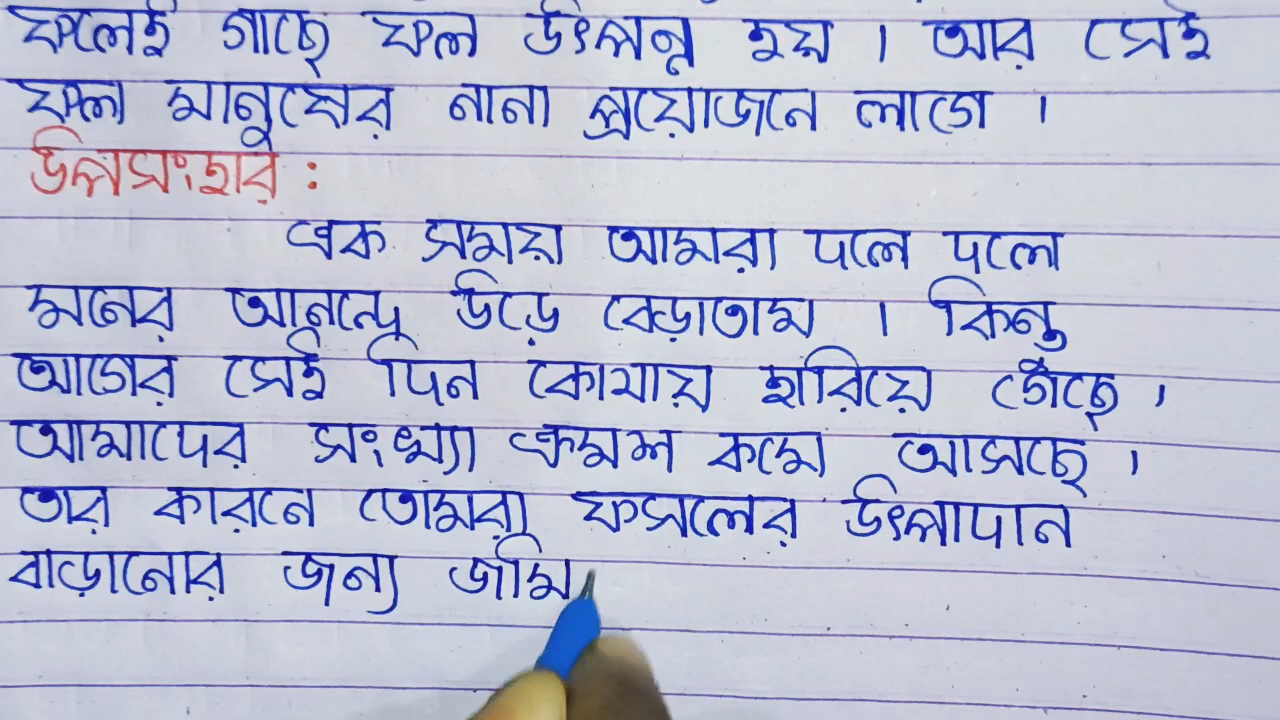 ফলেই গাছে ফল উৎপন্ন হয় । আর সেই
ফল মানুষের নানা প্রয়োজনে লাগে ।
উপসংহার :
এক সময় আমরা দলে দলে
মনের আনন্দে উড়ে বেড়াতাম । কিন্তু
আগের সেই দিন কোথায় হারিয়ে গেঁছে ।
আমাদের সংখ্যা ক্রমশ কমে আসছে ।
তার কারনে তোমরা ফসলের উৎপাদান
বাড়ানোর জন্য জমি